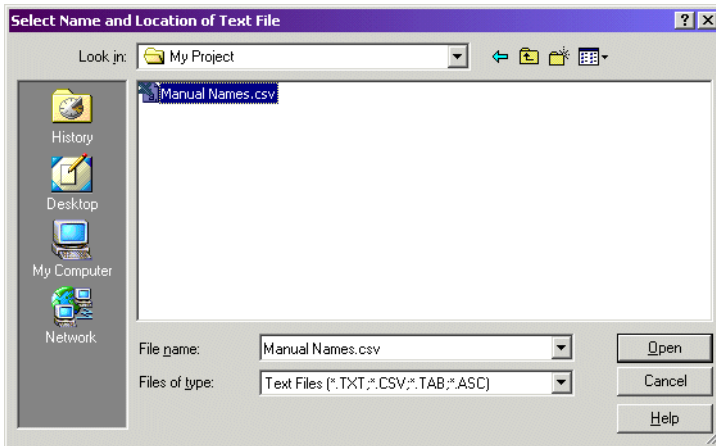 Select Name and Location of Text File
Look in: My Project
Manual Names.csv
History
Desktop
My Computer
Network
File name: Manual Names.csv Open
Files of type: Text Files (*.TXT;*.CSV;*.TAB;*.ASC) Cancel
Help